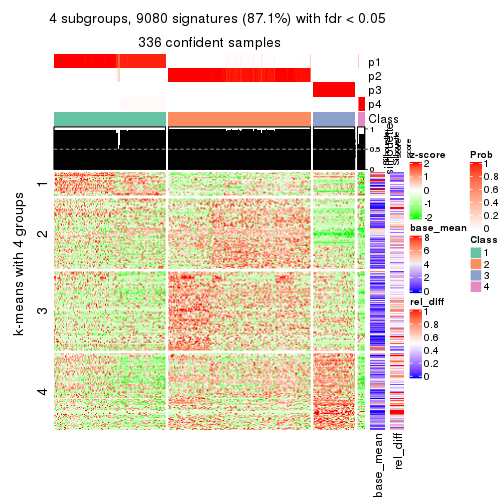 4 subgroups, 9080 signatures (87.1%) with fdr < 0.05
336 confident samples
p1
p2
p3
p4
Class
1
0.5
0
silhouette
score
k-means with 4 groups
1
2
3
4
base_mean
rel_diff
z-score
2
1
0
-1
-2
base_mean
8
6
4
2
0
rel_diff
1
0.8
0.6
0.4
0.2
0
Prob
1
0.8
0.6
0.4
0.2
0
Class
1
2
3
4